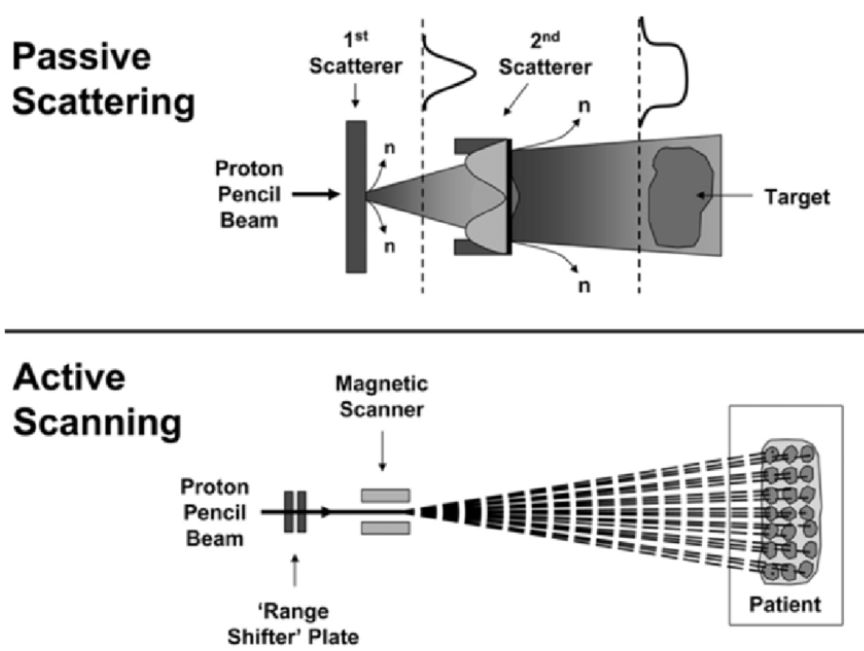 Passive
Scattering
1st
Scatterer
2nd
Scatterer
n
n
n
n
Proton
Pencil
Beam
Target
Active
Scanning
Magnetic
Scanner
Proton
Pencil
Beam
'Range
Shifter' Plate
Patient